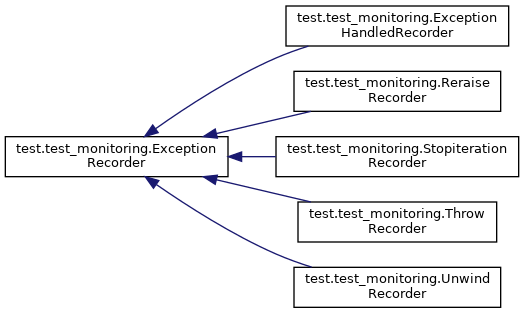 test.test_monitoring.Exception
HandledRecorder
test.test_monitoring.Reraise
Recorder
test.test_monitoring.Exception
Recorder
test.test_monitoring.Stopiteration
Recorder
test.test_monitoring.Throw
Recorder
test.test_monitoring.Unwind
Recorder